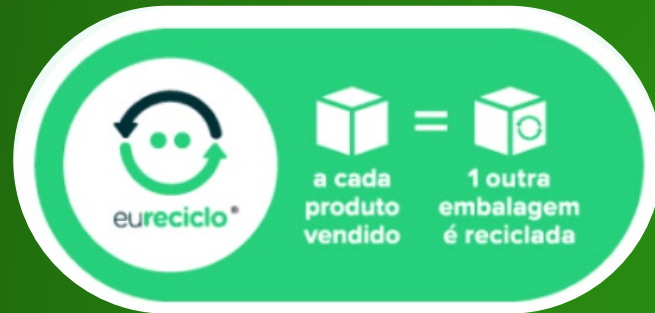 eureciclo®
a cada
produto
vendido
=
1 outra
embalagem
é reciclada